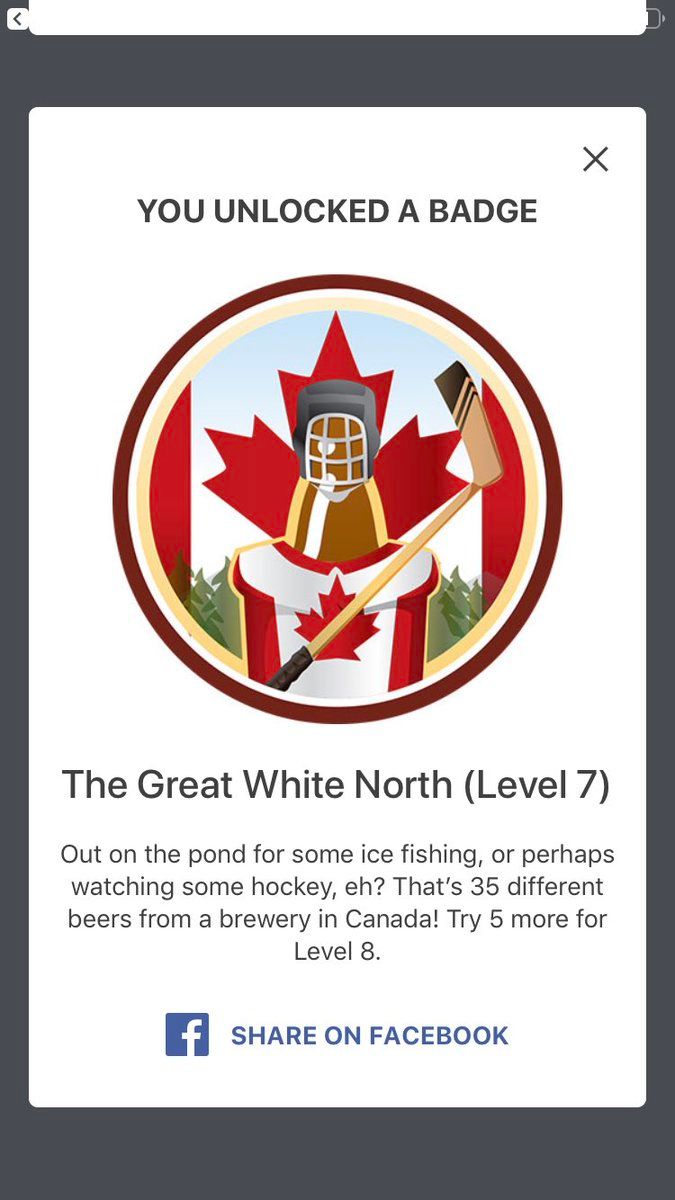 YOU UNLOCKED A BADGE
The Great White North (Level 7)
Out on the pond for some ice fishing, or perhaps
watching some hockey, eh? That’s 35 different
beers from a brewery in Canada! Try 5 more for
Level 8.
SHARE ON FACEBOOK